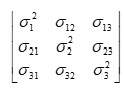 σ₁² σ₁₂ σ₁₃
σ₂₁ σ₂² σ₂₃
σ₃₁ σ₃₂ σ₃²